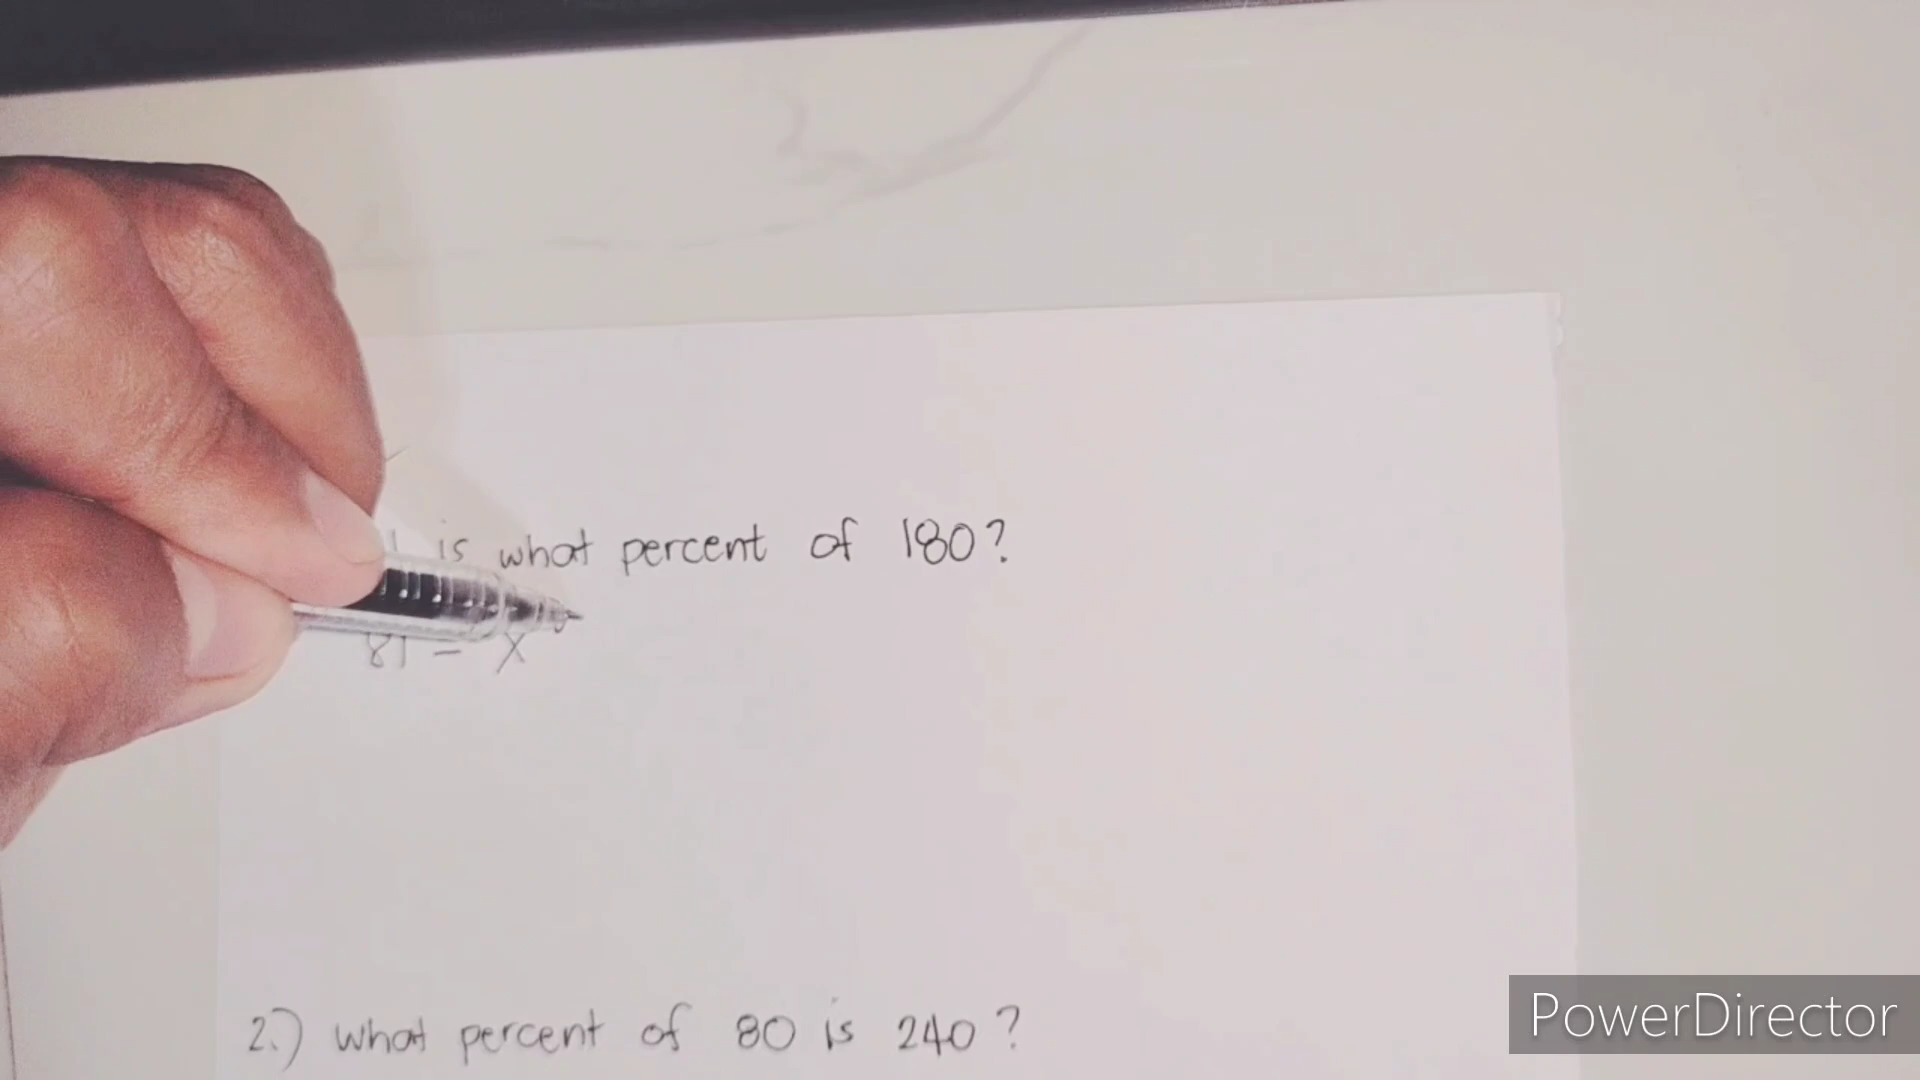 is what percent of 180?
81 = x
2.) what percent of 80 is 240?
PowerDirector